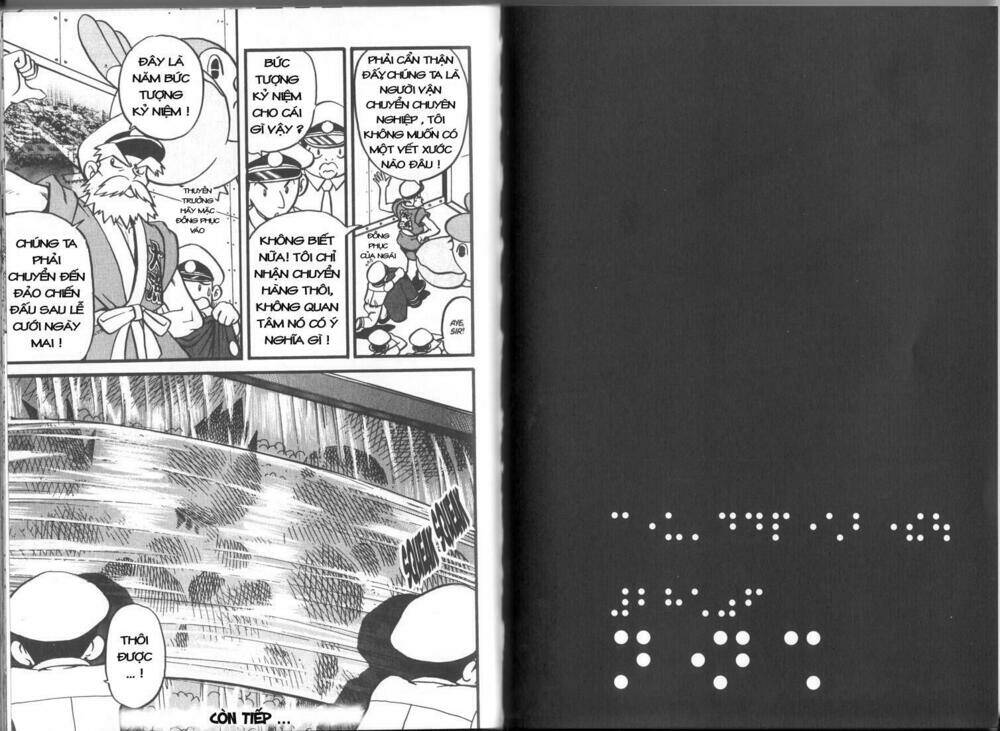 PHẢI CẨN THẬN
ĐẤY, CHÚNG TA LÀ
NGƯỜI VẬN
CHUYỂN CHUYÊN
NGHIỆP , TÔI
KHÔNG MUỐN CÓ
MỘT VẾT XƯỚC
NÀO ĐÂU !
ĐỒNG
PHỤC
CỦA NGÀI
AYE,
SIR!
BỨC
TƯỢNG
KỶ NIỆM
CHO CÁI
GÌ VẬY ?
KHÔNG BIẾT
NỮA! TÔI CHỈ
NHẬN CHUYỂN
HÀNG THÔI,
KHÔNG QUAN
TÂM NÓ CÓ Ý
NGHĨA GÌ !
ĐÂY LÀ
NĂM BỨC
TƯỢNG
KỶ NIỆM !
THUYỀN
TRƯỞNG
HÃY MẶC
ĐỒNG PHỤC
VÀO
CHÚNG TA
PHẢI
CHUYỂN ĐẾN
ĐẢO CHIẾN
ĐẤU SAU LỄ
CƯỚI NGÀY
MAI !
THÔI
ĐƯỢC
... !
CÒN TIẾP ...